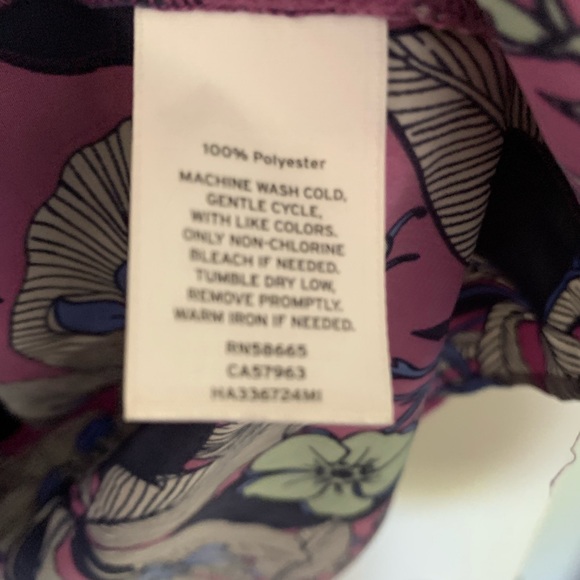 100% Polyester
MACHINE WASH COLD,
GENTLE CYCLE,
WITH LIKE COLORS.
ONLY NON-CHLORINE
BLEACH IF NEEDED.
TUMBLE DRY LOW,
REMOVE PROMPTLY.
WARM IRON IF NEEDED.
RN58665
CA57963
HA336724MI